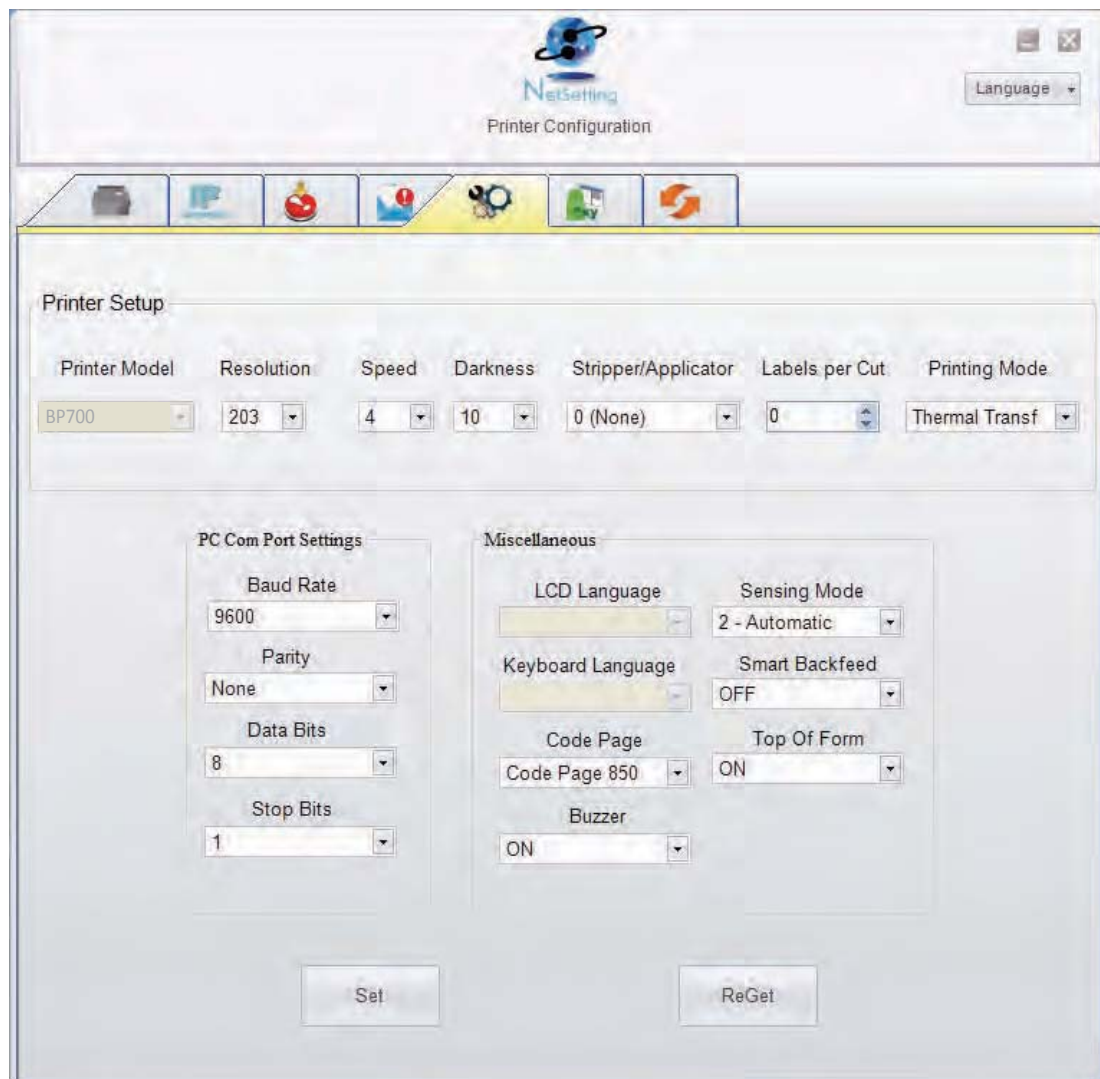 NetSetting
Language
Printer Configuration
Printer Setup
Printer Model Resolution Speed Darkness Stripper/Applicator Labels per Cut Printing Mode
BP700 203 4 10 0 (None) 0 Thermal Transf
PC Com Port Settings
Baud Rate
9600
Parity
None
Data Bits
8
Stop Bits
1
Miscellaneous
LCD Language
Sensing Mode
2 - Automatic
Keyboard Language
Smart Backfeed
OFF
Code Page
Top Of Form
Code Page 850
ON
Buzzer
ON
Set ReGet